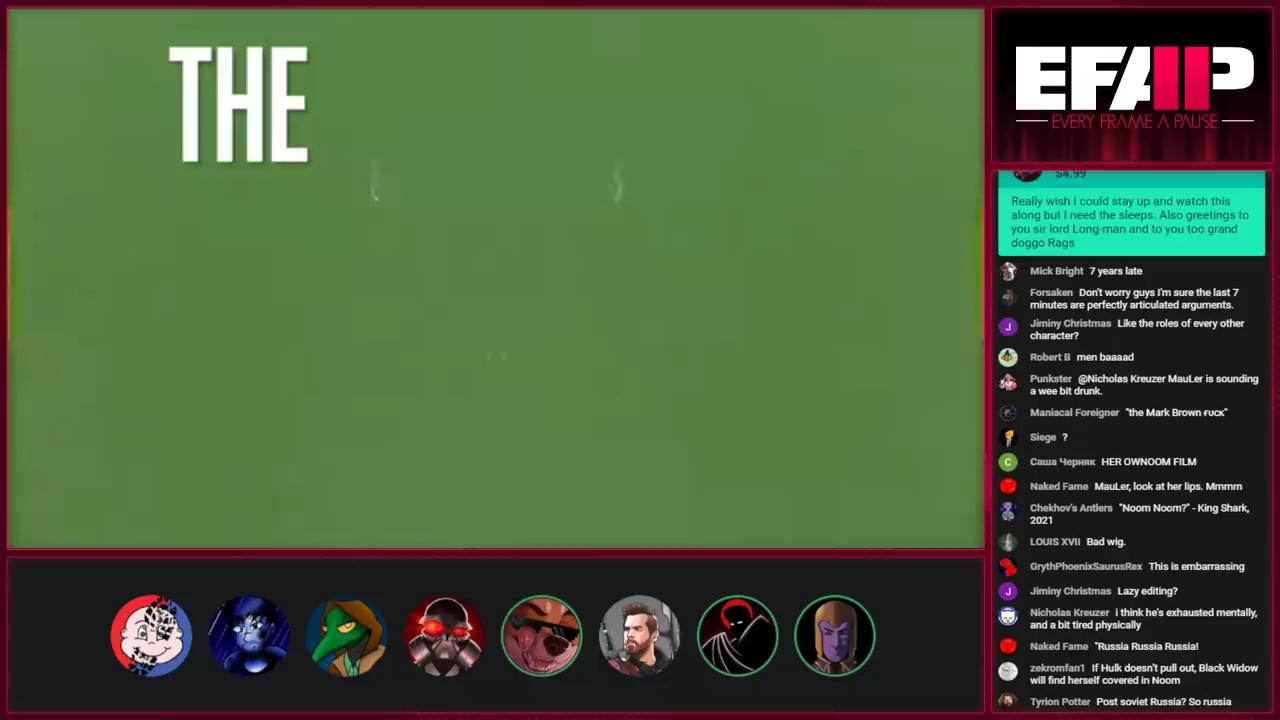 THE
EFAP
EVERY FRAME A PAUSE
$4.99
Really wish I could stay up and watch this
along but I need the sleeps. Also greetings to
you sir lord Long-man and to you too grand
doggo Rags
Mick Bright 7 years late
Forsaken Don't worry guys I'm sure the last 7
minutes are perfectly articulated arguments.
J
Jiminy Christmas Like the roles of every other
character?
Robert B men baaaad
Punkster @Nicholas Kreuzer MauLer is sounding
a wee bit drunk.
Maniacal Foreigner "the Mark Brown ғᴜᴄᴋ"
Siege ?
С
Саша Черняк HER OWNOOM FILM
Naked Fame MauLer, look at her lips. Mmmm
Chekhov's Antlers "Noom Noom?" - King Shark,
2021
LOUIS XVII Bad wig.
GrythPhoenixSaurusRex This is embarrassing
J
Jiminy Christmas Lazy editing?
Nicholas Kreuzer i think he's exhausted mentally,
and a bit tired physically
Naked Fame "Russia Russia Russia!
zekromfan1 If Hulk doesn't pull out, Black Widow
will find herself covered in Noom
Tyrion Potter Post soviet Russia? So russia